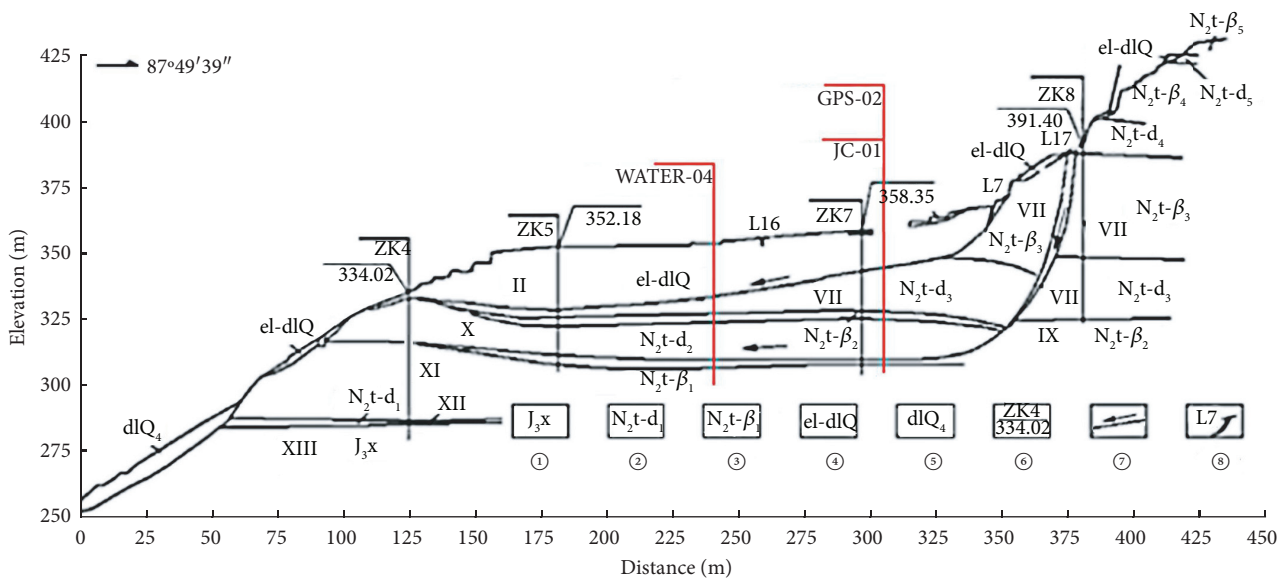 N₂t-β₅
el-dlQ
425
87°49′39″
ZK8
N₂t-β₄
N₂t-d₅
GPS-02
400
391.40
L17
N₂t-d₄
JC-01
el-dlQ
375
WATER-04
L7
ZK7
358.35
VII
N₂t-β₃
ZK5
352.18
L16
VII
ZK4
N₂t-β₃
350
334.02
II
el-dlQ
VII
N₂t-d₃
VII
N₂t-d₃
325
el-dlQ
X
N₂t-d₂
N₂t-β₂
IX
N₂t-β₂
XI
N₂t-β₁
300
N₂t-d₁
XII
dlQ₄
275
XIII
J₃x
J₃x
N₂t-d₁
N₂t-β₁
el-dlQ
dlQ₄
ZK4
334.02
L7
① ② ③ ④ ⑤ ⑥ ⑦ ⑧
250
0 25 50 75 100 125 150 175 200 225 250 275 300 325 350 375 400 425 450
Distance (m)
Elevation (m)